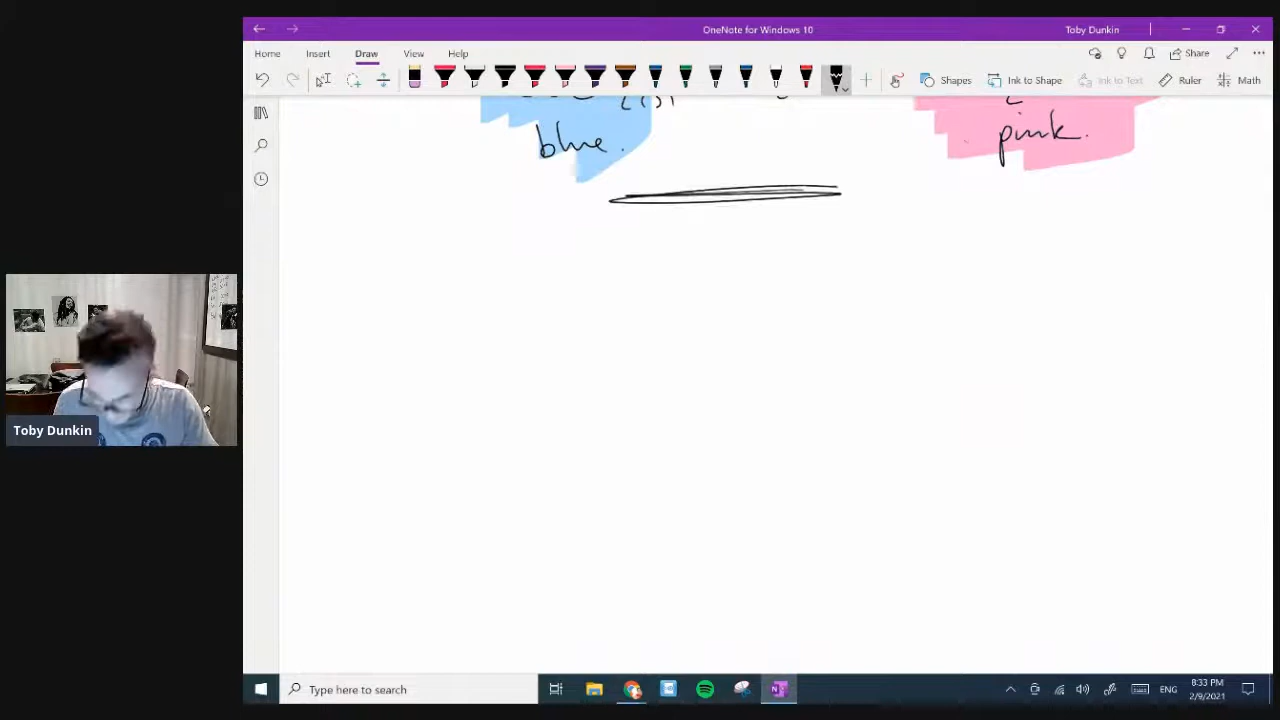 OneNote for Windows 10
Toby Dunkin
Home Insert Draw View Help
Share
Shapes Ink to Shape Ink to Text Ruler Math
blue.
pink.
Toby Dunkin
Type here to search
ENG
8:33 PM
2/9/2021